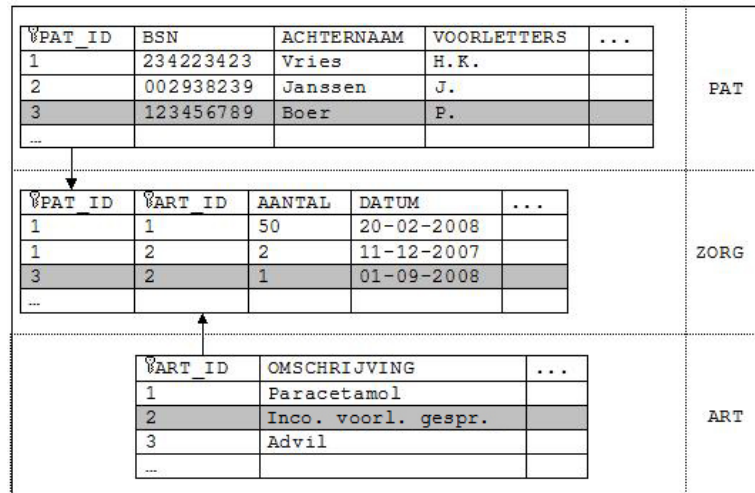 PAT_ID BSN ACHTERNAAM VOORLETTERS ...
1 234223423 Vries H.K.
2 002938239 Janssen J.
3 123456789 Boer P.
…
PAT
PAT_ID ART_ID AANTAL DATUM ...
1 1 50 20-02-2008
1 2 2 11-12-2007
3 2 1 01-09-2008
…
ZORG
ART_ID OMSCHRIJVING ...
1 Paracetamol
2 Inco. voorl. gespr.
3 Advil
…
ART